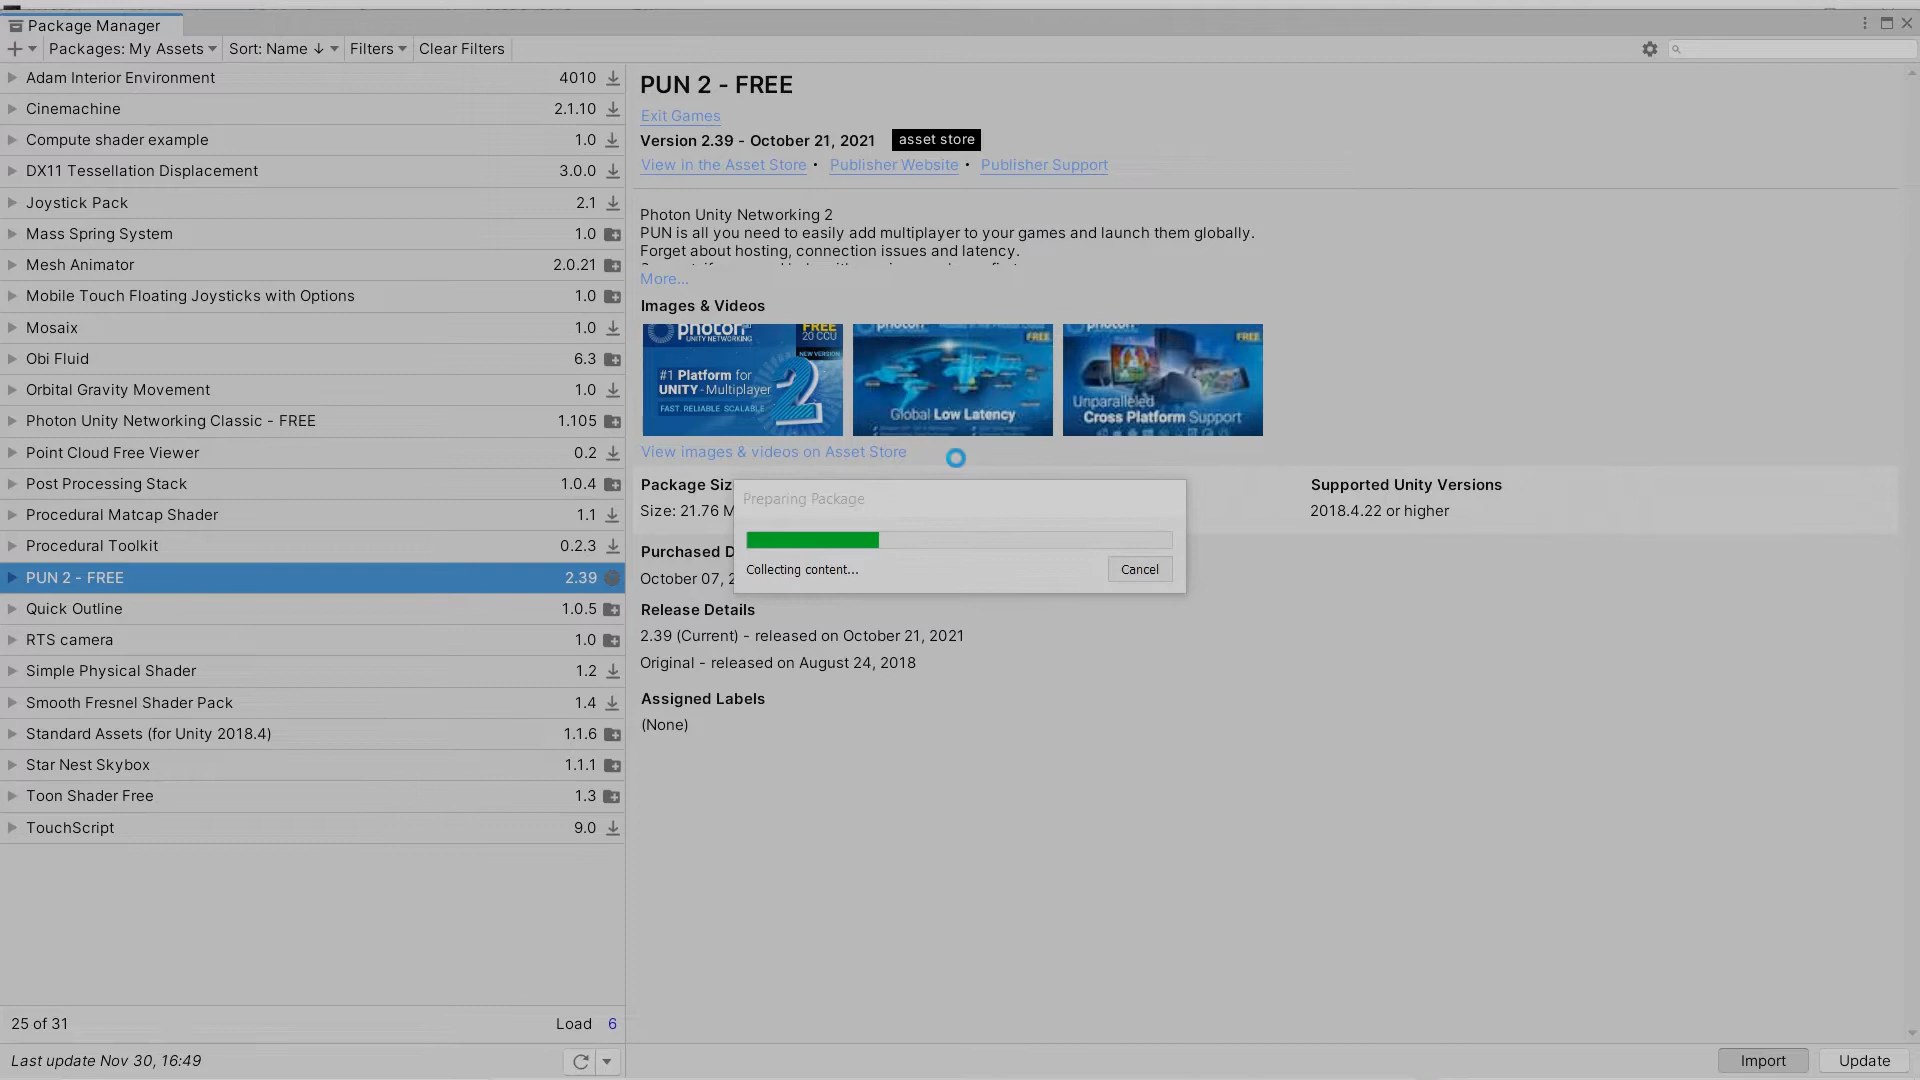 Package Manager
Packages: My Assets
Sort: Name ↓
Filters
Clear Filters
Adam Interior Environment 4010
Cinemachine 2.1.10
Compute shader example 1.0
DX11 Tessellation Displacement 3.0.0
Joystick Pack 2.1
Mass Spring System 1.0
Mesh Animator 2.0.21
Mobile Touch Floating Joysticks with Options 1.0
Mosaix 1.0
Obi Fluid 6.3
Orbital Gravity Movement 1.0
Photon Unity Networking Classic - FREE 1.105
Point Cloud Free Viewer 0.2
Post Processing Stack 1.0.4
Procedural Matcap Shader 1.1
Procedural Toolkit 0.2.3
PUN 2 - FREE 2.39
Quick Outline 1.0.5
RTS camera 1.0
Simple Physical Shader 1.2
Smooth Fresnel Shader Pack 1.4
Standard Assets (for Unity 2018.4) 1.1.6
Star Nest Skybox 1.1.1
Toon Shader Free 1.3
TouchScript 9.0
25 of 31 Load 6
Last update Nov 30, 16:49
PUN 2 - FREE
Exit Games
Version 2.39 - October 21, 2021 asset store
View in the Asset Store • Publisher Website • Publisher Support
Photon Unity Networking 2
PUN is all you need to easily add multiplayer to your games and launch them globally.
Forget about hosting, connection issues and latency.
More...
Images & Videos
photon
UNITY NETWORKING
FREE
20 CCU
NEW VERSION
#1 Platform for
UNITY - Multiplayer
FAST. RELIABLE. SCALABLE.
2
photon
FREE
Global Low Latency
photon
FREE
Unparalleled
Cross Platform Support
View images & videos on Asset Store
Package Siz
Size: 21.76 M
Supported Unity Versions
2018.4.22 or higher
Preparing Package
Collecting content...
Cancel
Purchased D
October 07, 2
Release Details
2.39 (Current) - released on October 21, 2021
Original - released on August 24, 2018
Assigned Labels
(None)
Import
Update